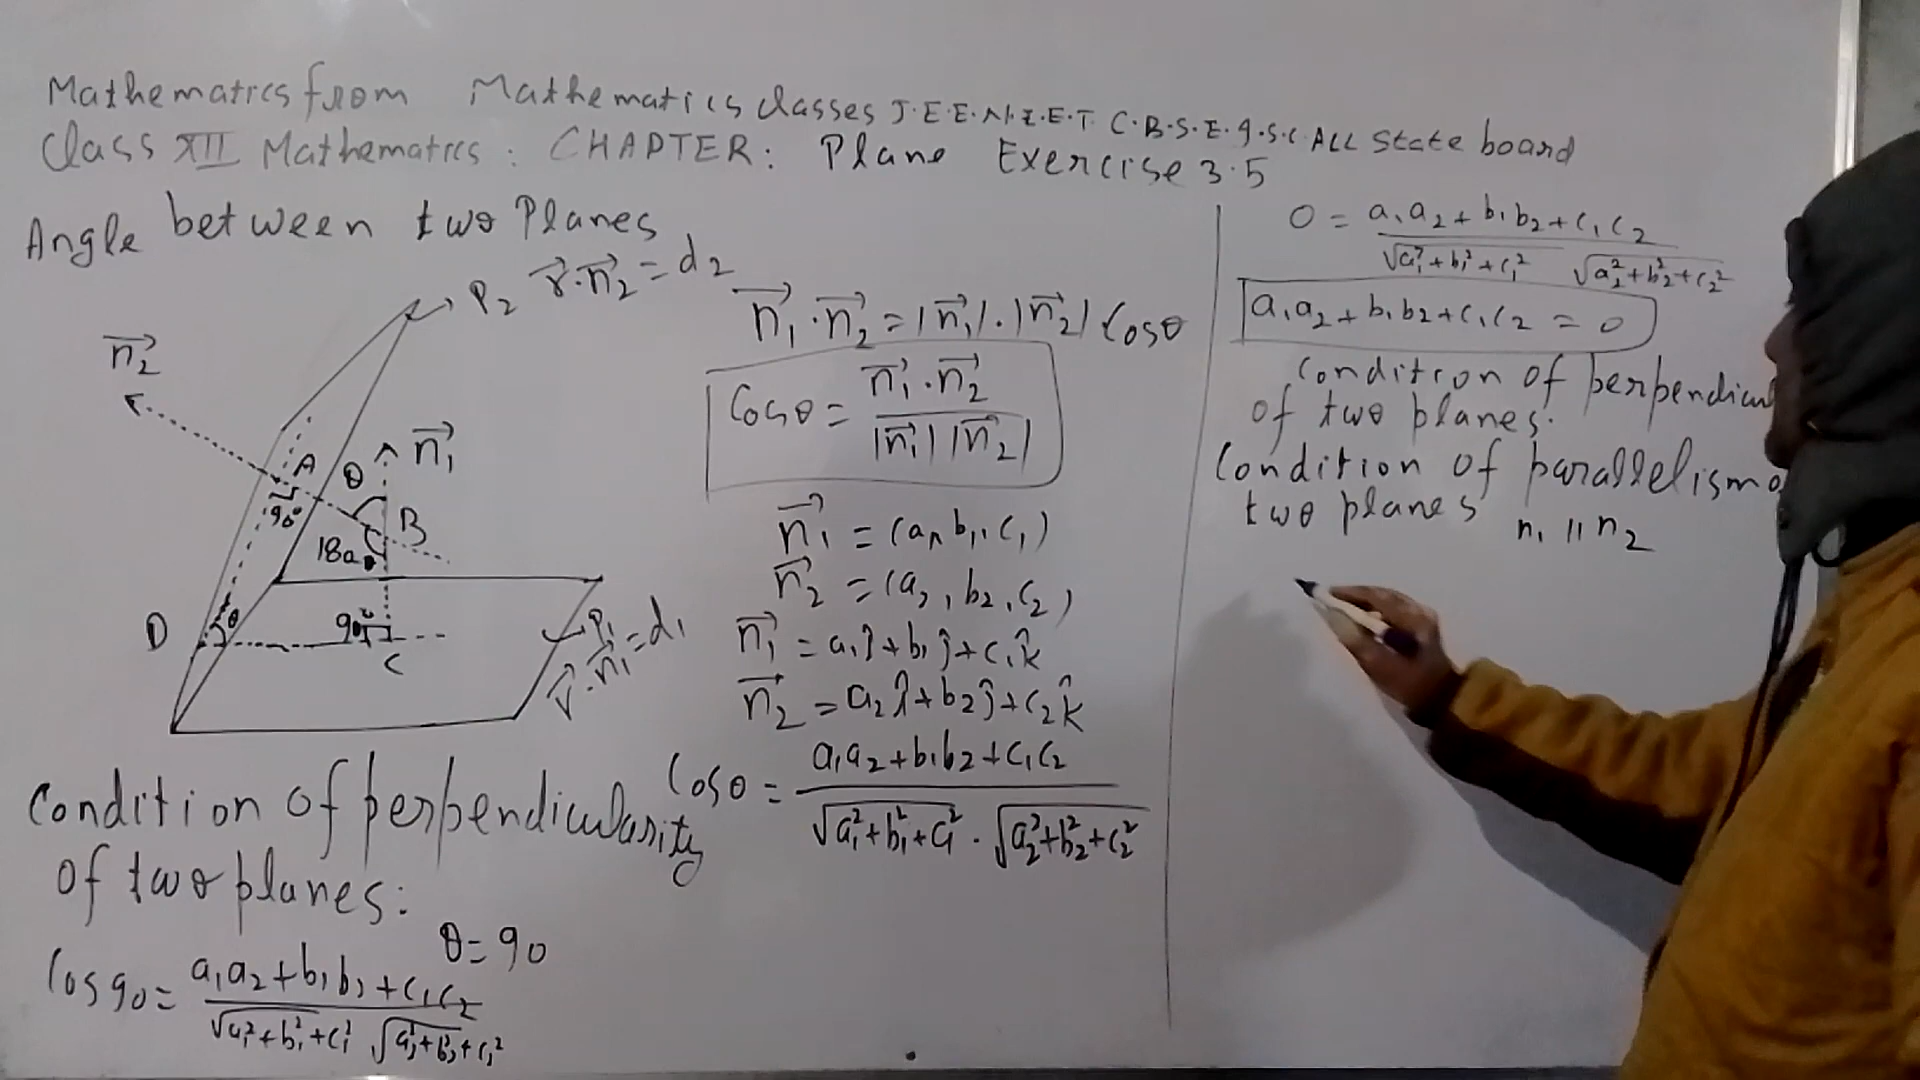 Mathematics from Mathematics classes J.E.E.N.E.E.T C.B.S.E.I.S.C ALL State board
Class XII Mathematics : CHAPTER : Plane Exercise 3.5
Angle between two Planes
P₂ r⃗.n₂⃗ = d₂
n₂⃗
n₁⃗
A
θ
90°
B
180
D
θ
90°
C
P₁
r⃗.n₁⃗ = d₁
Condition of perpendicularity
of two planes:
θ = 90
Cos 90 = a₁a₂ + b₁b₂ + c₁c₂ / √a₁² + b₁² + c₁² √a₂² + b₂² + c₂²
n₁⃗ . n₂⃗ = |n₁⃗| . |n₂⃗| Cosθ
Cosθ = n₁⃗ . n₂⃗ / |n₁⃗| |n₂⃗|
n₁⃗ = (a₁, b₁, c₁)
n₂⃗ = (a₂, b₂, c₂)
n₁⃗ = a₁î + b₁ĵ + c₁k̂
n₂⃗ = a₂î + b₂ĵ + c₂k̂
Cosθ = a₁a₂ + b₁b₂ + c₁c₂ / √a₁² + b₁² + c₁² . √a₂² + b₂² + c₂²
0 = a₁a₂ + b₁b₂ + c₁c₂ / √a₁² + b₁² + c₁² √a₂² + b₂² + c₂²
a₁a₂ + b₁b₂ + c₁c₂ = 0
Condition of perpendicu
of two planes.
Condition of parallelism o
two planes n₁ || n₂